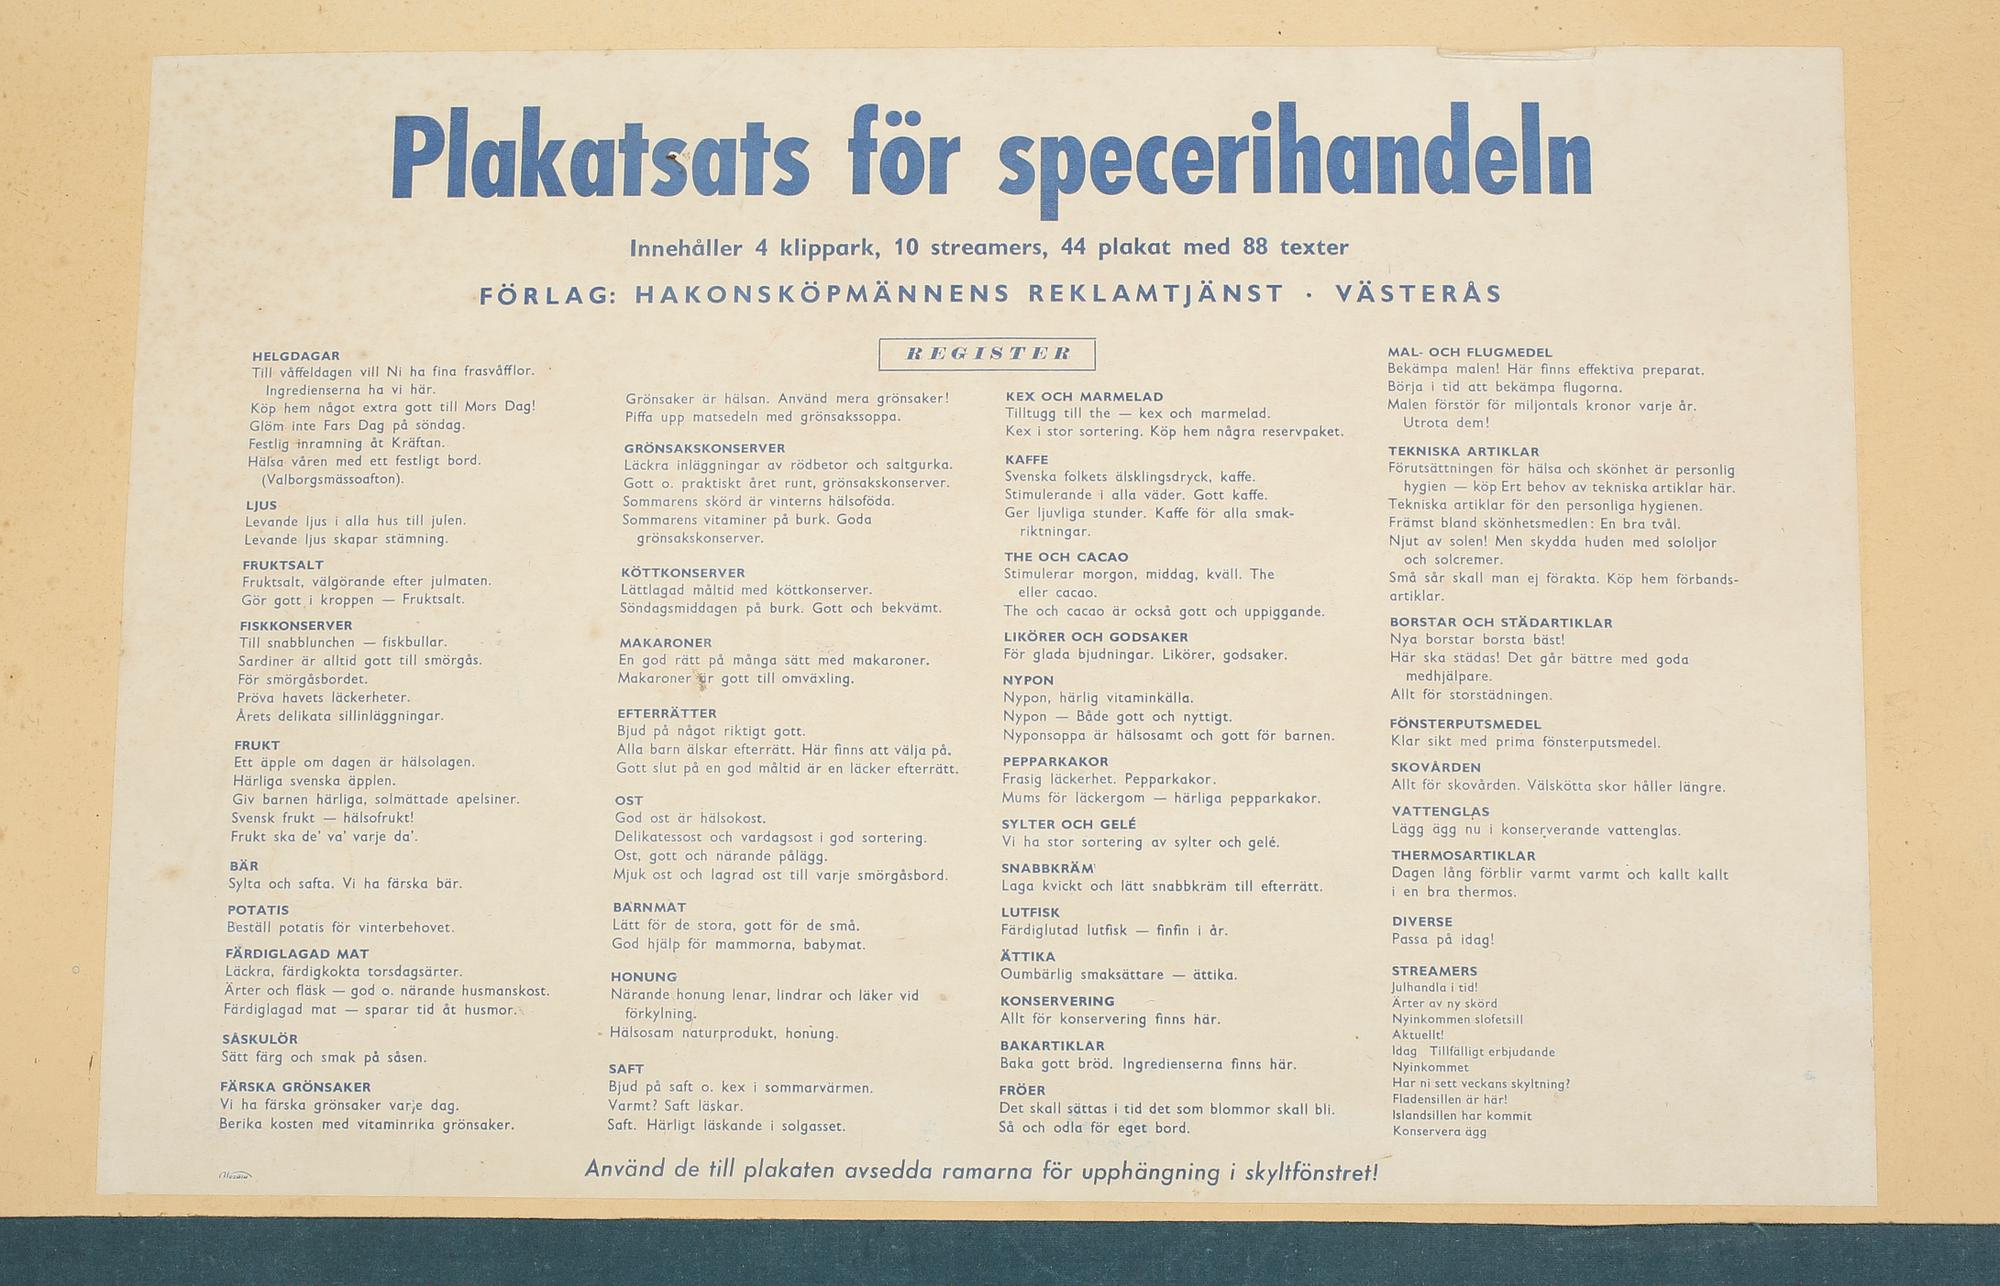 Plakatsats för specerihandeln
Innehåller 4 klippark, 10 streamers, 44 plakat med 88 texter
FÖRLAG: HAKONSKÖPMÄNNENS REKLAMTJÄNST · VÄSTERÅS
REGISTER
HELGDAGAR
Till våffeldagen vill Ni ha fina frasvåfflor.
Ingredienserna ha vi här.
Köp hem något extra gott till Mors Dag!
Glöm inte Fars Dag på söndag.
Festlig inramning åt Kräftan.
Hälsa våren med ett festligt bord.
(Valborgsmässoafton).
LJUS
Levande ljus i alla hus till julen.
Levande ljus skapar stämning.
FRUKTSALT
Fruktsalt, välgörande efter julmaten.
Gör gott i kroppen — Fruktsalt.
FISKKONSERVER
Till snabblunchen — fiskbullar.
Sardiner är alltid gott till smörgås.
För smörgåsbordet.
Pröva havets läckerheter.
Årets delikata sillinläggningar.
FRUKT
Ett äpple om dagen är hälsolagen.
Härliga svenska äpplen.
Giv barnen härliga, solmättade apelsiner.
Svensk frukt — hälsofrukt!
Frukt ska de' va' varje da'.
BÄR
Sylta och safta. Vi ha färska bär.
POTATIS
Beställ potatis för vinterbehovet.
FÄRDIGLAGAD MAT
Läckra, färdigkokta torsdagsärter.
Ärter och fläsk — god o. närande husmanskost.
Färdiglagad mat — sparar tid åt husmor.
SÅSKULÖR
Sätt färg och smak på såsen.
FÄRSKA GRÖNSAKER
Vi ha färska grönsaker varje dag.
Berika kosten med vitaminrika grönsaker.
Grönsaker är hälsan. Använd mera grönsaker!
Piffa upp matsedeln med grönsakssoppa.
GRÖNSAKSKONSERVER
Läckra inläggningar av rödbetor och saltgurka.
Gott o. praktiskt året runt, grönsakskonserver.
Sommarens skörd är vinterns hälsoföda.
Sommarens vitaminer på burk. Goda
grönsakskonserver.
KÖTTKONSERVER
Lättlagad måltid med köttkonserver.
Söndagsmiddagen på burk. Gott och bekvämt.
MAKARONER
En god rätt på många sätt med makaroner.
Makaroner är gott till omväxling.
EFTERRÄTTER
Bjud på något riktigt gott.
Alla barn älskar efterrätt. Här finns att välja på.
Gott slut på en god måltid är en läcker efterrätt.
OST
God ost är hälsokost.
Delikatessost och vardagsost i god sortering.
Ost, gott och närande pålägg.
Mjuk ost och lagrad ost till varje smörgåsbord.
BARNMAT
Lätt för de stora, gott för de små.
God hjälp för mammorna, babymat.
HONUNG
Närande honung lenar, lindrar och läker vid
förkylning.
Hälsosam naturprodukt, honung.
SAFT
Bjud på saft o. kex i sommarvärmen.
Varmt? Saft läskar.
Saft. Härligt läskande i solgasset.
KEX OCH MARMELAD
Tilltugg till the — kex och marmelad.
Kex i stor sortering. Köp hem några reservpaket.
KAFFE
Svenska folkets älsklingsdryck, kaffe.
Stimulerande i alla väder. Gott kaffe.
Ger ljuvliga stunder. Kaffe för alla smak-
riktningar.
THE OCH CACAO
Stimulerar morgon, middag, kväll. The
eller cacao.
The och cacao är också gott och uppiggande.
LIKÖRER OCH GODSAKER
För glada bjudningar. Likörer, godsaker.
NYPON
Nypon, härlig vitaminkälla.
Nypon — Både gott och nyttigt.
Nyponsoppa är hälsosamt och gott för barnen.
PEPPARKAKOR
Frasig läckerhet. Pepparkakor.
Mums för läckergom — härliga pepparkakor.
SYLTER OCH GELÉ
Vi ha stor sortering av sylter och gelé.
SNABBKRÄM
Laga kvickt och lätt snabbkräm till efterrätt.
LUTFISK
Färdiglutad lutfisk — finfin i år.
ÄTTIKA
Oumbärlig smaksättare — ättika.
KONSERVERING
Allt för konservering finns här.
BAKARTIKLAR
Baka gott bröd. Ingredienserna finns här.
FRÖER
Det skall sättas i tid det som blommor skall bli.
Så och odla för eget bord.
MAL- OCH FLUGMEDEL
Bekämpa malen! Här finns effektiva preparat.
Börja i tid att bekämpa flugorna.
Malen förstör för miljontals kronor varje år.
Utrota dem!
TEKNISKA ARTIKLAR
Förutsättningen för hälsa och skönhet är personlig
hygien — köp Ert behov av tekniska artiklar här.
Tekniska artiklar för den personliga hygienen.
Främst bland skönhetsmedlen: En bra tvål.
Njut av solen! Men skydda huden med sololjor
och solcremer.
Små sår skall man ej förakta. Köp hem förbands-
artiklar.
BORSTAR OCH STÄDARTIKLAR
Nya borstar borsta bäst!
Här ska städas! Det går bättre med goda
medhjälpare.
Allt för storstädningen.
FÖNSTERPUTSMEDEL
Klar sikt med prima fönsterputsmedel.
SKOVÅRDEN
Allt för skovården. Välskötta skor håller längre.
VATTENGLAS
Lägg ägg nu i konserverande vattenglas.
THERMOSARTIKLAR
Dagen lång förblir varmt varmt och kallt kallt
i en bra thermos.
DIVERSE
Passa på idag!
STREAMERS
Julhandla i tid!
Ärter av ny skörd
Nyinkommen slofetsill
Aktuellt!
Idag Tillfälligt erbjudande
Nyinkommet
Har ni sett veckans skyltning?
Fladensillen är här!
Islandsillen har kommit
Konservera ägg
Använd de till plakaten avsedda ramarna för upphängning i skyltfönstret!